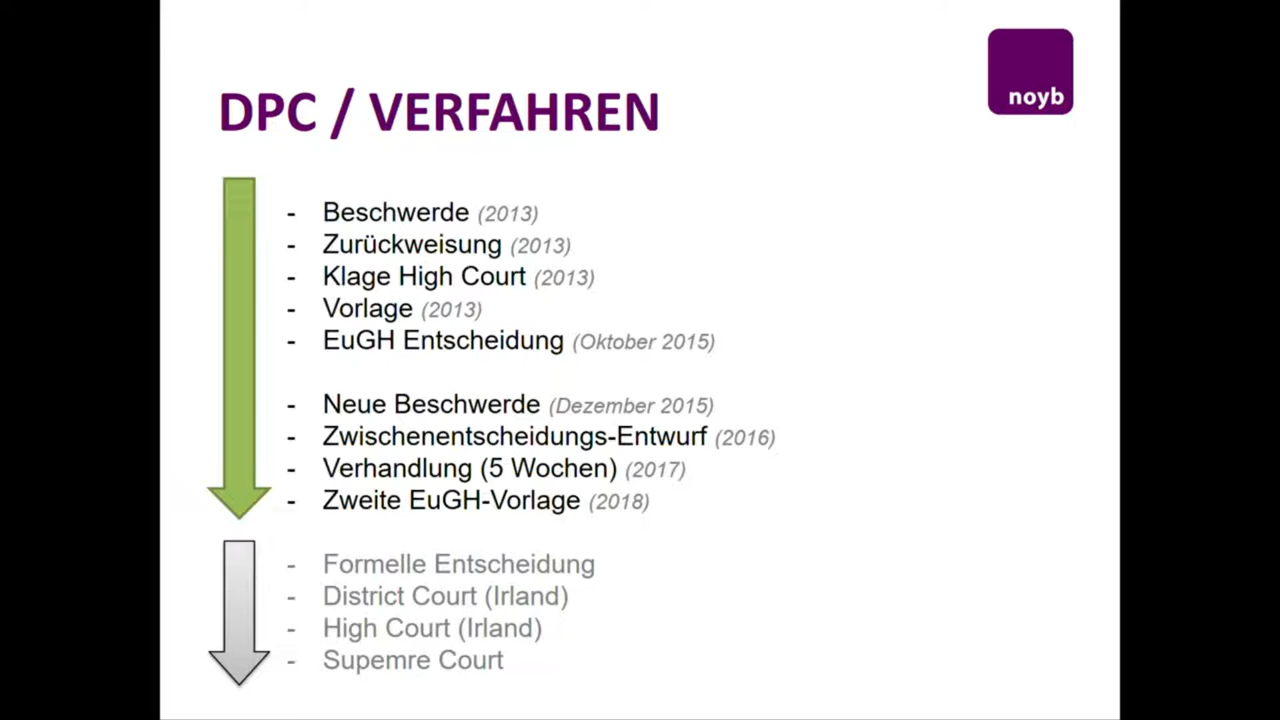 noyb
DPC / VERFAHREN
- Beschwerde (2013)
- Zurückweisung (2013)
- Klage High Court (2013)
- Vorlage (2013)
- EuGH Entscheidung (Oktober 2015)
- Neue Beschwerde (Dezember 2015)
- Zwischenentscheidungs-Entwurf (2016)
- Verhandlung (5 Wochen) (2017)
- Zweite EuGH-Vorlage (2018)
- Formelle Entscheidung
- District Court (Irland)
- High Court (Irland)
- Supemre Court